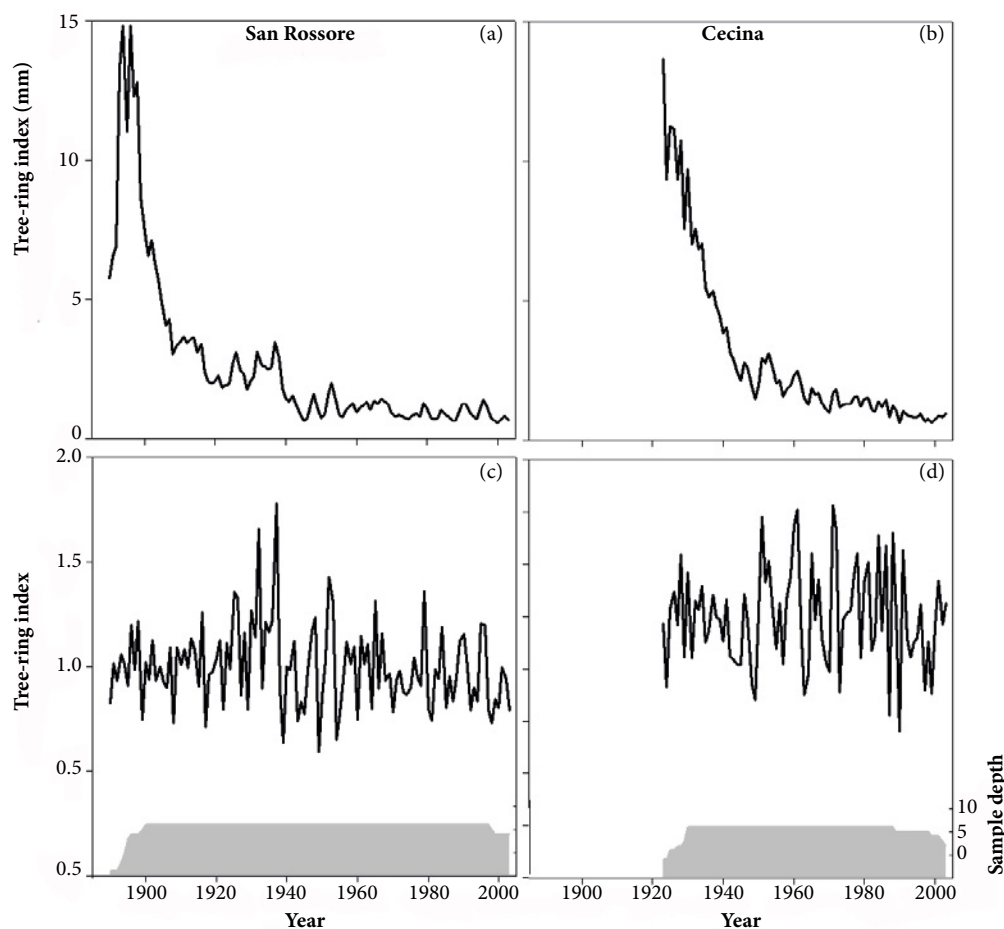 San Rossore
(a)
Cecina
(b)
Tree-ring index (mm)
15
10
5
0
(c)
(d)
Tree-ring index
2.0
1.5
1.0
0.5
0.5
Sample depth
10
5
0
1900 1920 1940 1960 1980 2000
1900 1920 1940 1960 1980 2000
Year
Year